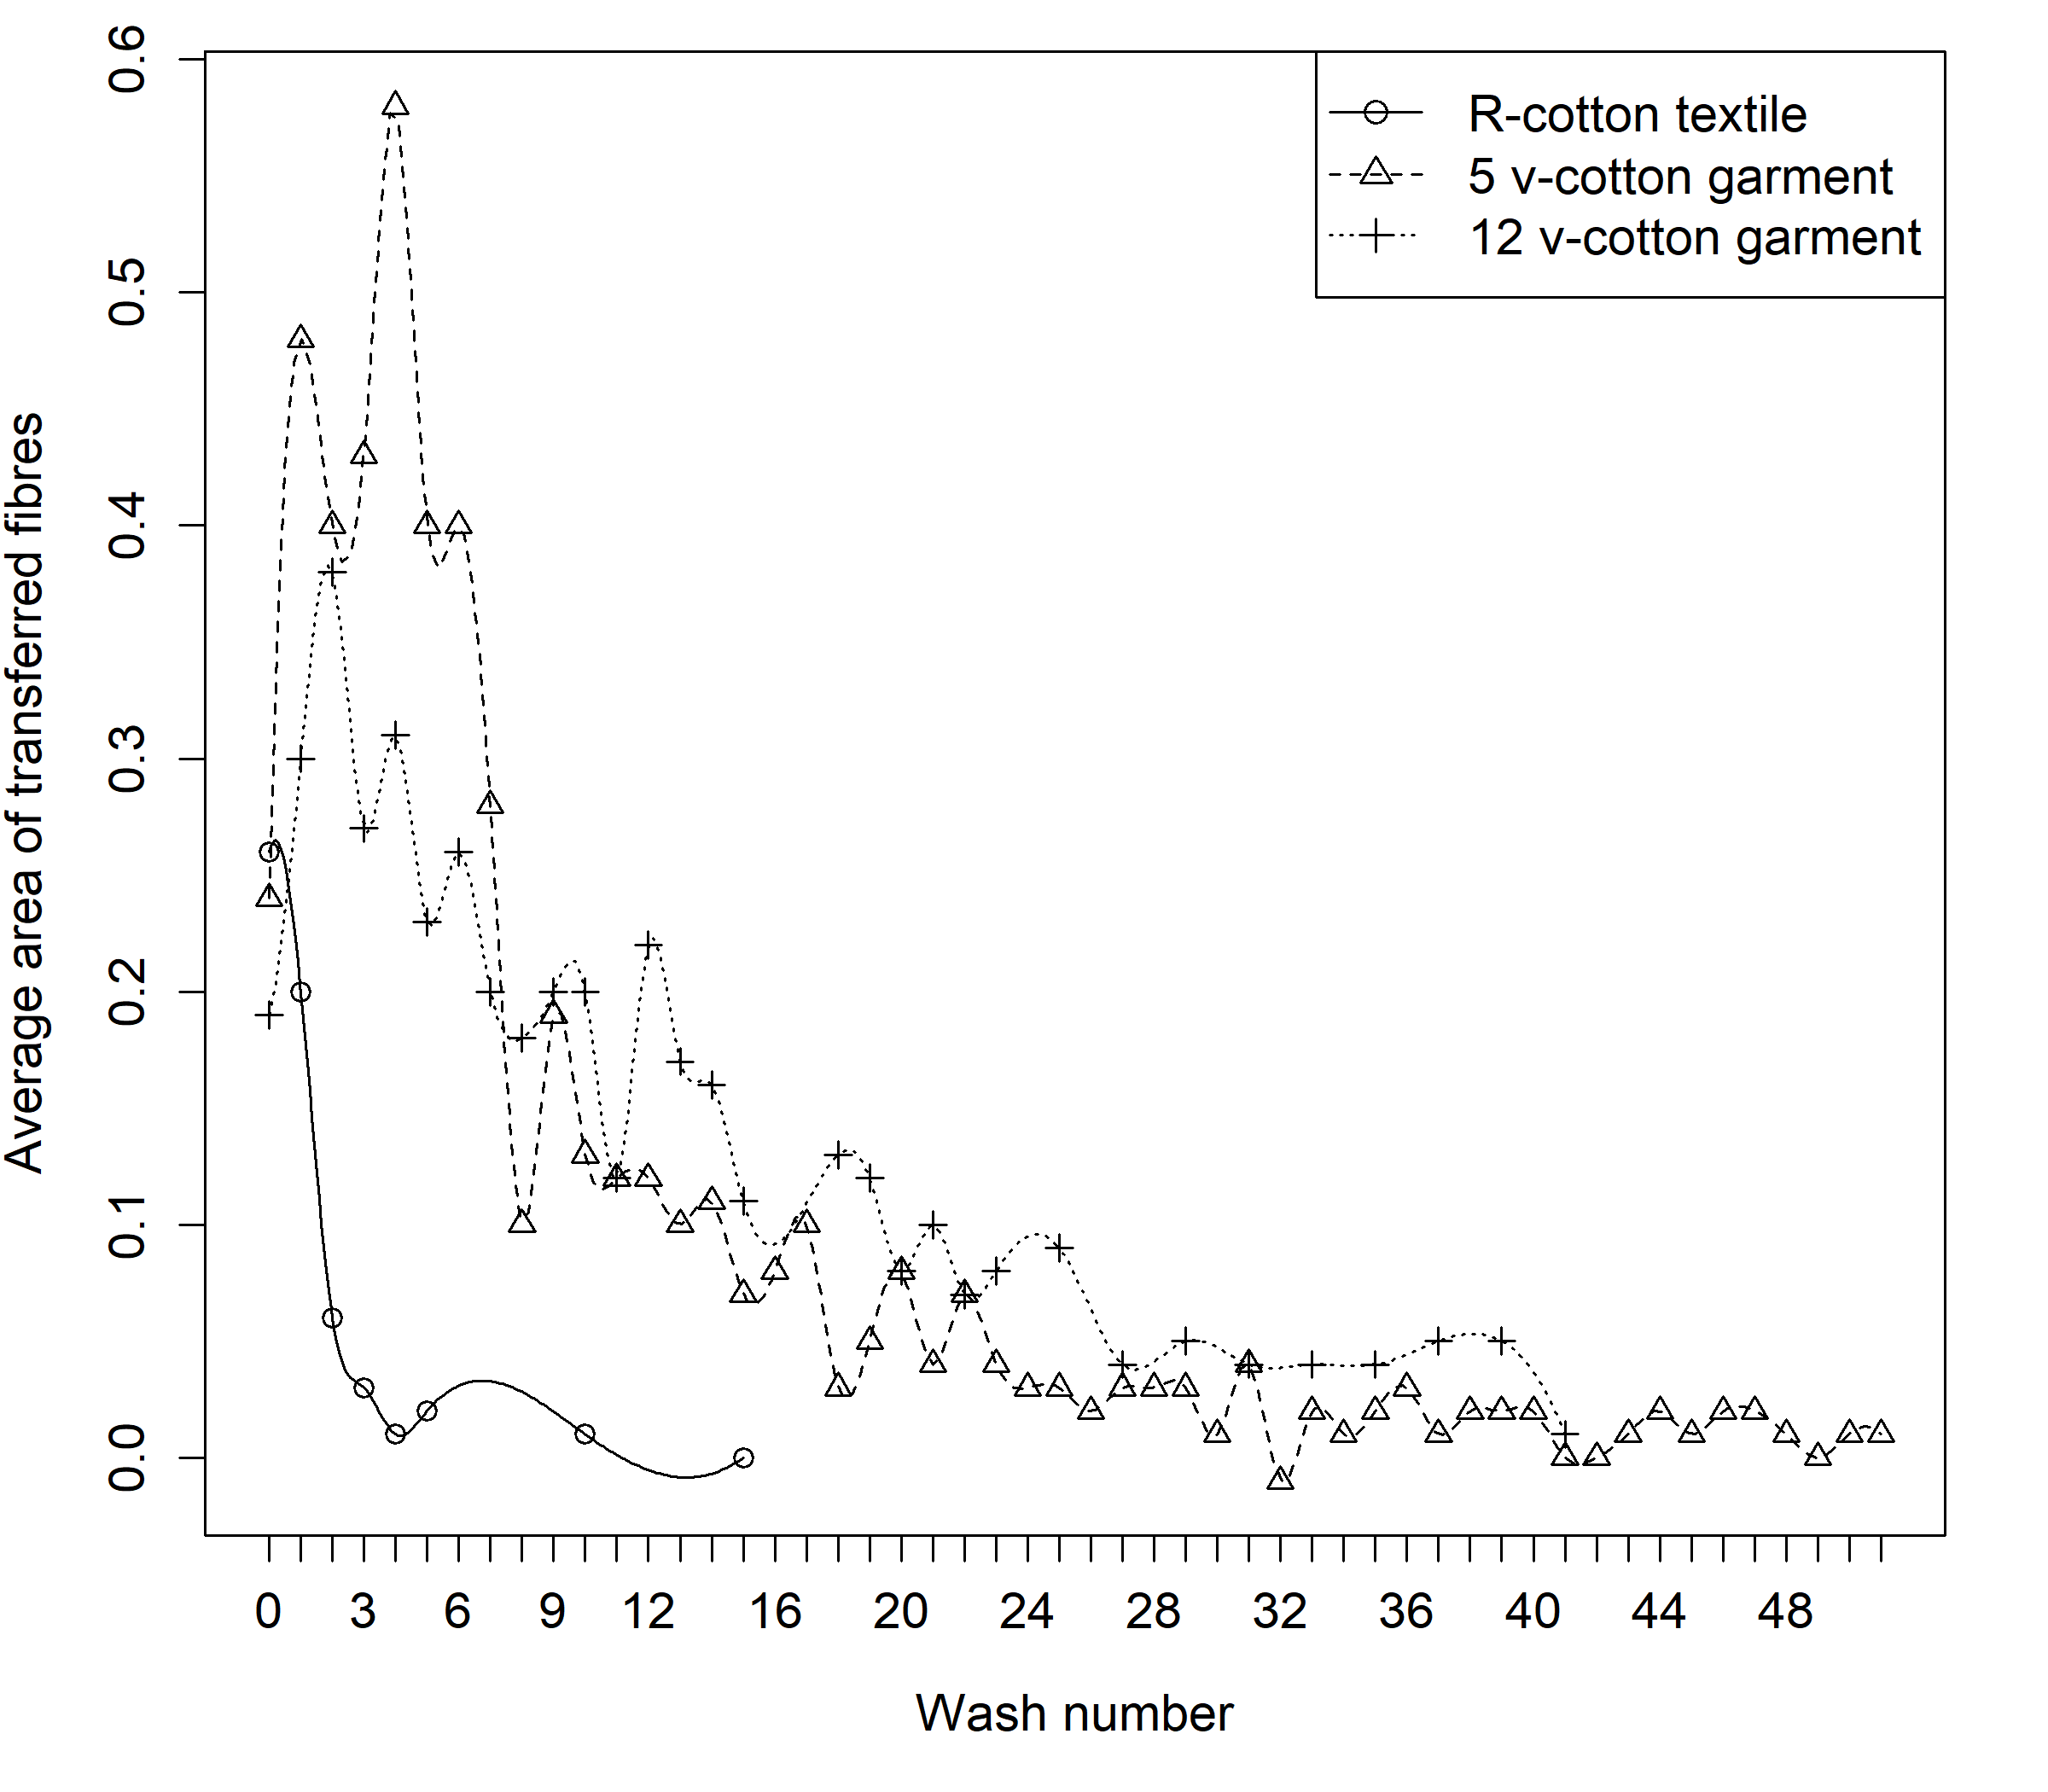 R-cotton textile
5 v-cotton garment
12 v-cotton garment
Average area of transferred fibres
0.6
0.5
0.4
0.3
0.2
0.1
0.0
0 3 6 9 12 16 20 24 28 32 36 40 44 48
Wash number